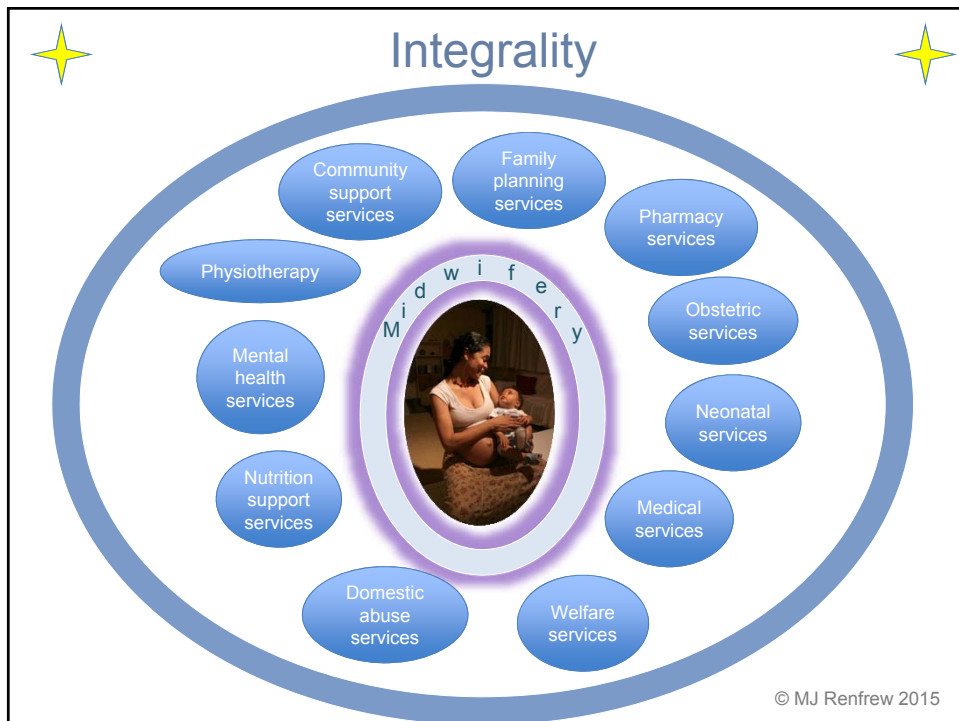 Integrality
Community
support
services
Family
planning
services
Pharmacy
services
Physiotherapy
Midwifery
Obstetric
services
Mental
health
services
Neonatal
services
Nutrition
support
services
Medical
services
Domestic
abuse
services
Welfare
services
© MJ Renfrew 2015